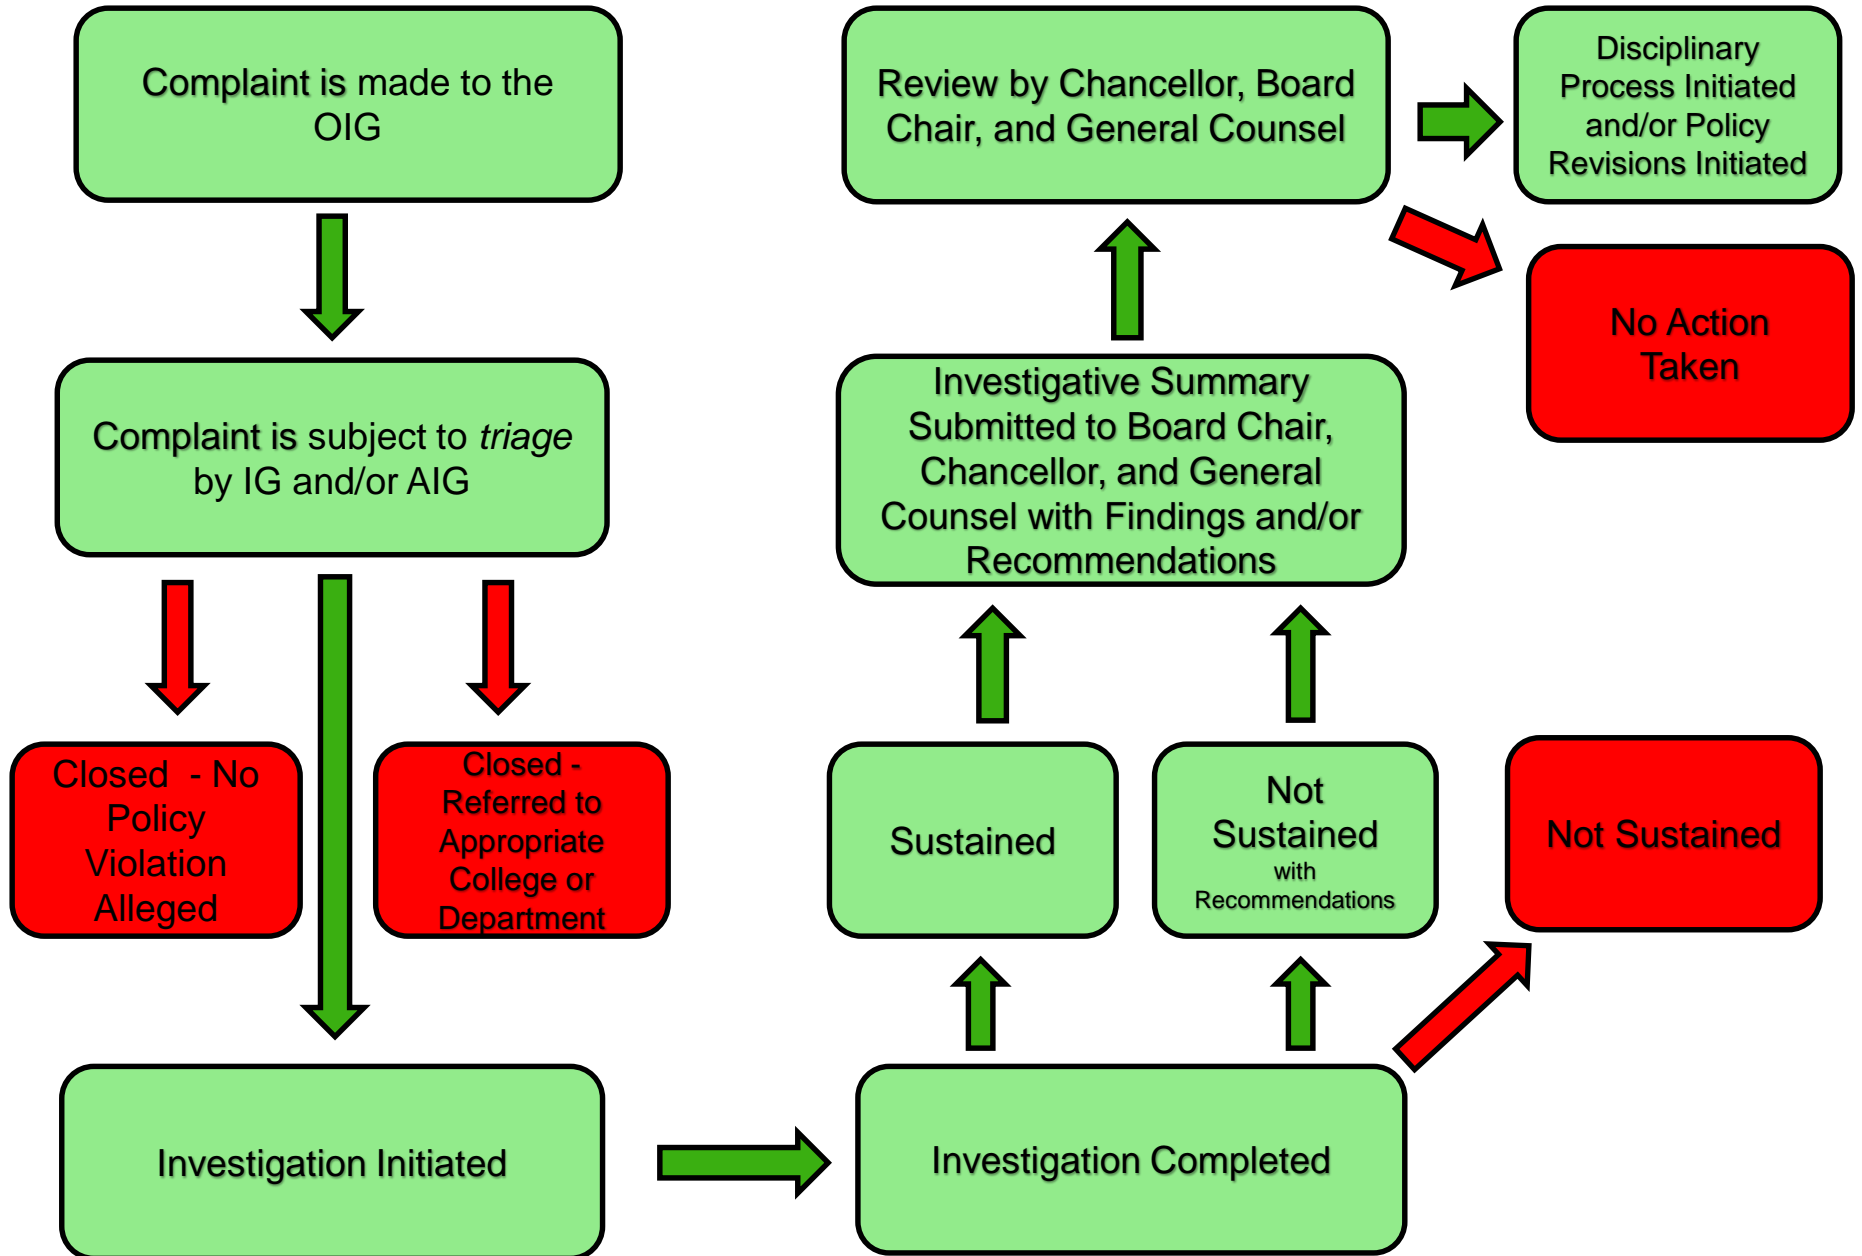 Complaint is made to the
OIG
Complaint is subject to triage
by IG and/or AIG
Closed - No
Policy
Violation
Alleged
Closed -
Referred to
Appropriate
College or
Department
Investigation Initiated
Investigation Completed
Sustained
Not
Sustained
with
Recommendations
Not Sustained
Investigative Summary
Submitted to Board Chair,
Chancellor, and General
Counsel with Findings and/or
Recommendations
Review by Chancellor, Board
Chair, and General Counsel
Disciplinary
Process Initiated
and/or Policy
Revisions Initiated
No Action
Taken